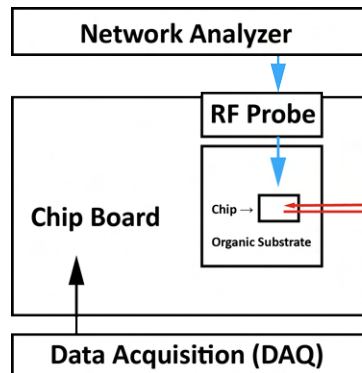 Network Analyzer
RF Probe
Chip Board
Chip →
Organic Substrate
Data Acquisition (DAQ)